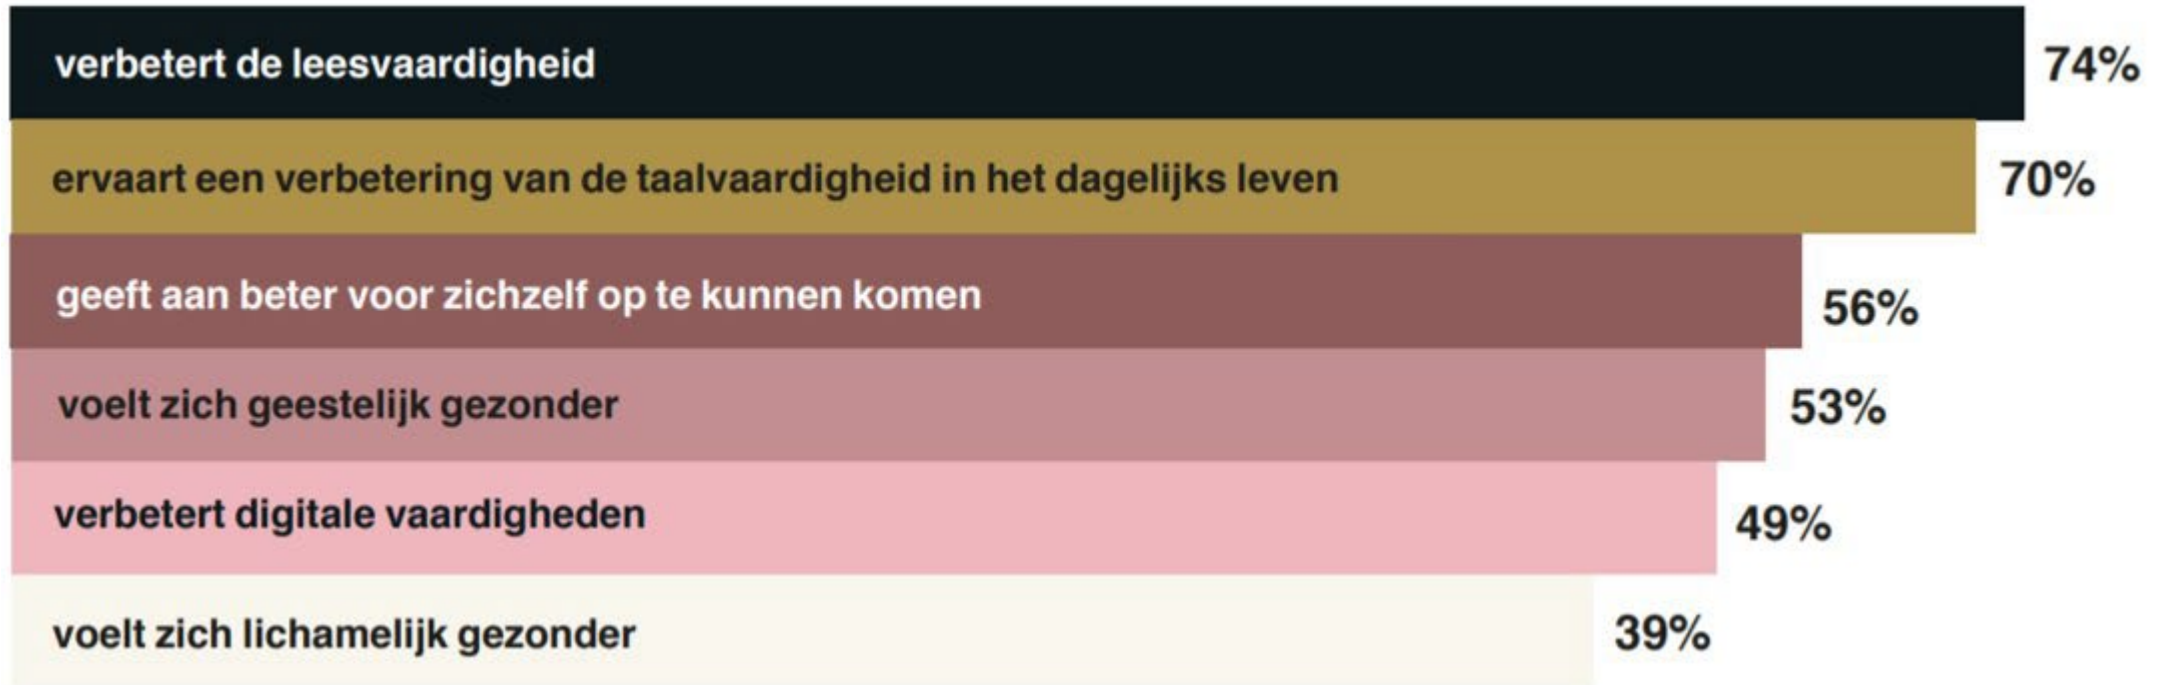 verbetert de leesvaardigheid 74%
ervaart een verbetering van de taalvaardigheid in het dagelijks leven 70%
geeft aan beter voor zichzelf op te kunnen komen 56%
voelt zich geestelijk gezonder 53%
verbetert digitale vaardigheden 49%
voelt zich lichamelijk gezonder 39%